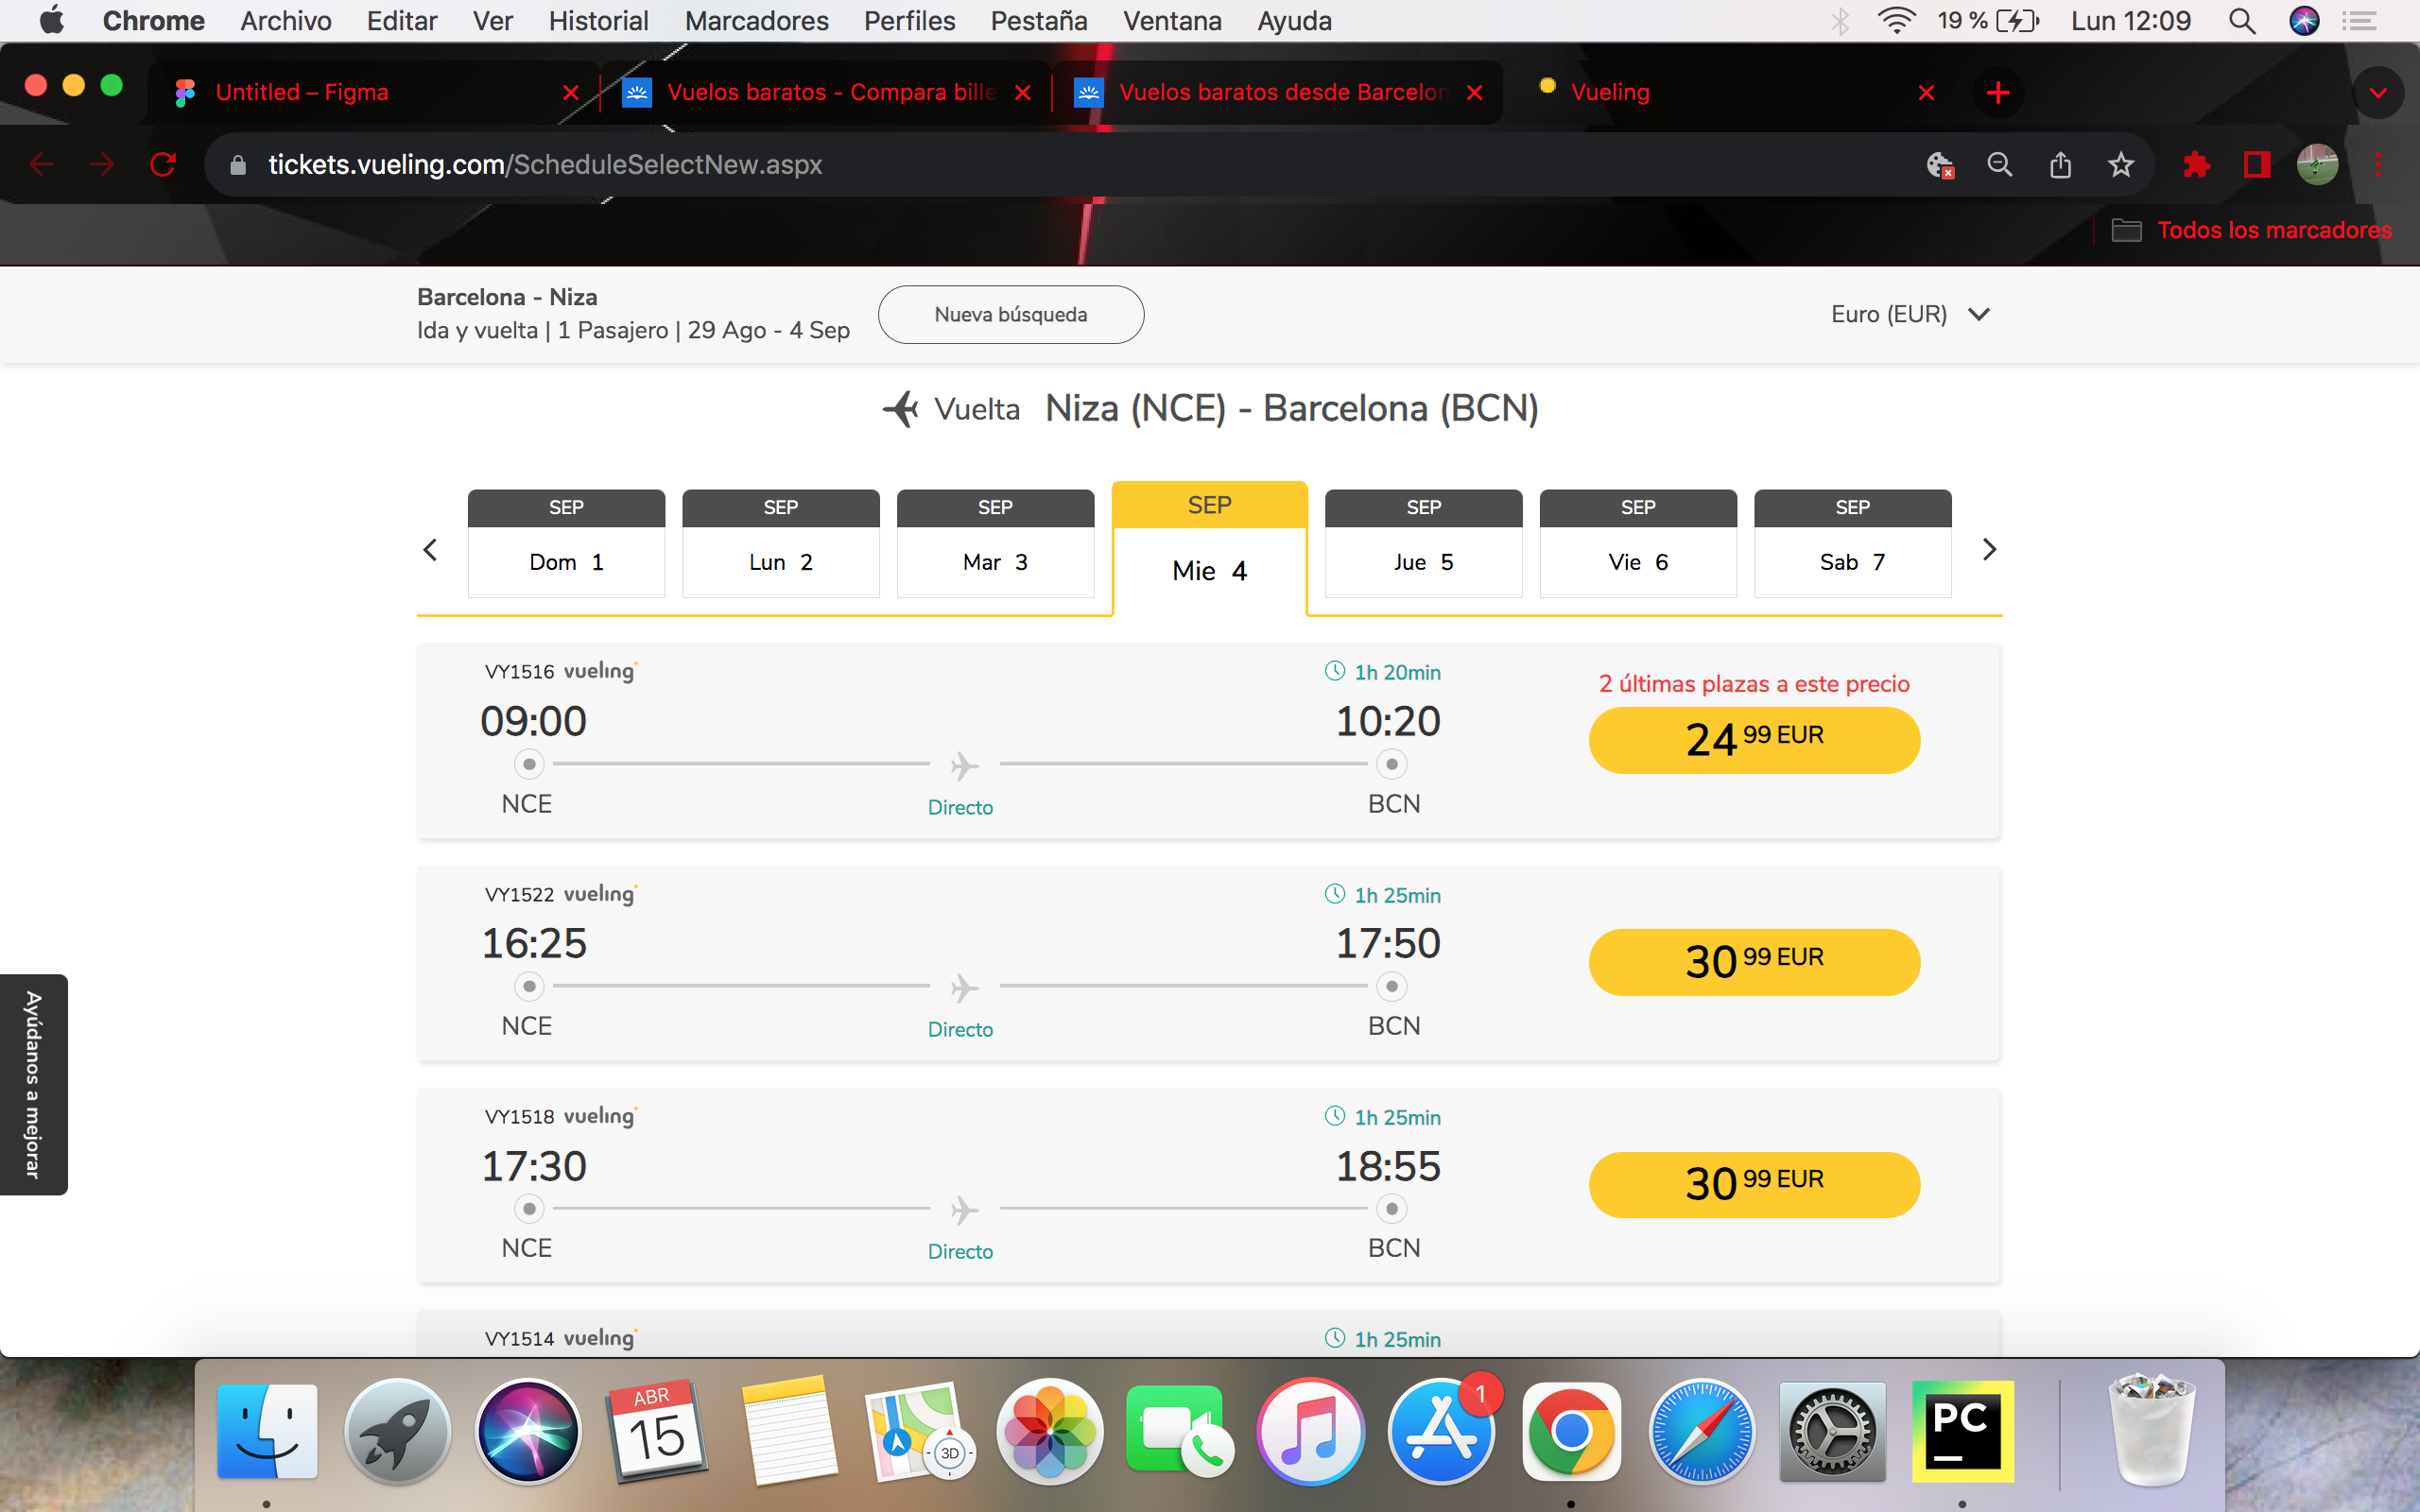 Chrome Archivo Editar Ver Historial Marcadores Perfiles Pestaña Ventana Ayuda 19 % Lun 12:09
Untitled – Figma Vuelos baratos - Compara bille Vuelos baratos desde Barcelon Vueling
tickets.vueling.com/ScheduleSelectNew.aspx
Todos los marcadores
Barcelona - Niza
Ida y vuelta | 1 Pasajero | 29 Ago - 4 Sep
Nueva búsqueda
Euro (EUR)
Vuelta Niza (NCE) - Barcelona (BCN)
SEP SEP SEP SEP SEP SEP SEP
Dom 1 Lun 2 Mar 3 Mie 4 Jue 5 Vie 6 Sab 7
VY1516 vueling 1h 20min
2 últimas plazas a este precio
09:00 10:20
24 99 EUR
NCE Directo BCN
VY1522 vueling 1h 25min
16:25 17:50
30 99 EUR
NCE Directo BCN
VY1518 vueling 1h 25min
17:30 18:55
30 99 EUR
NCE Directo BCN
VY1514 vueling 1h 25min
Ayúdanos a mejorar
ABR
15
3D
1
PC